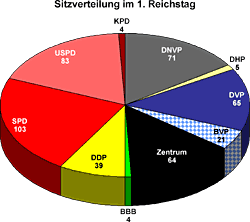 Sitzverteilung im 1. Reichstag
KPD
4
USPD
83
DNVP
71
DHP
5
DVP
65
BVP
21
Zentrum
64
BBB
4
DDP
39
SPD
103